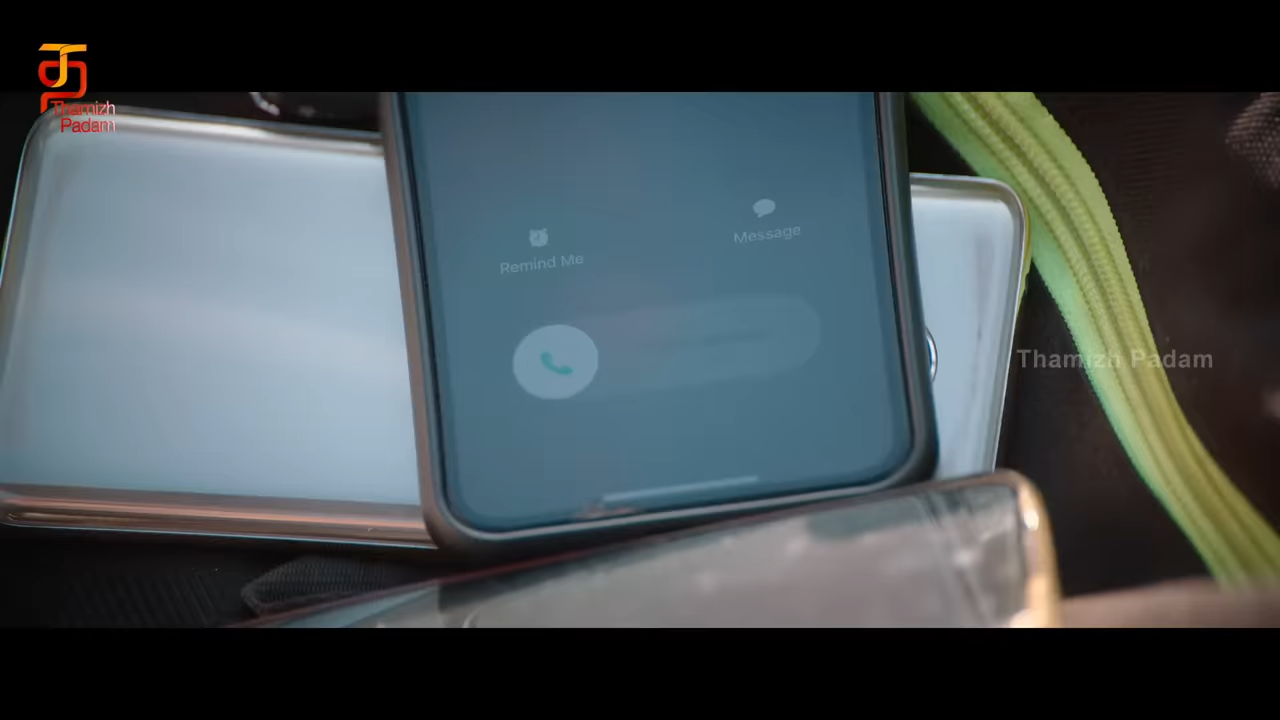 Thamizh
Padam
Message
Remind Me
Thamizh Padam